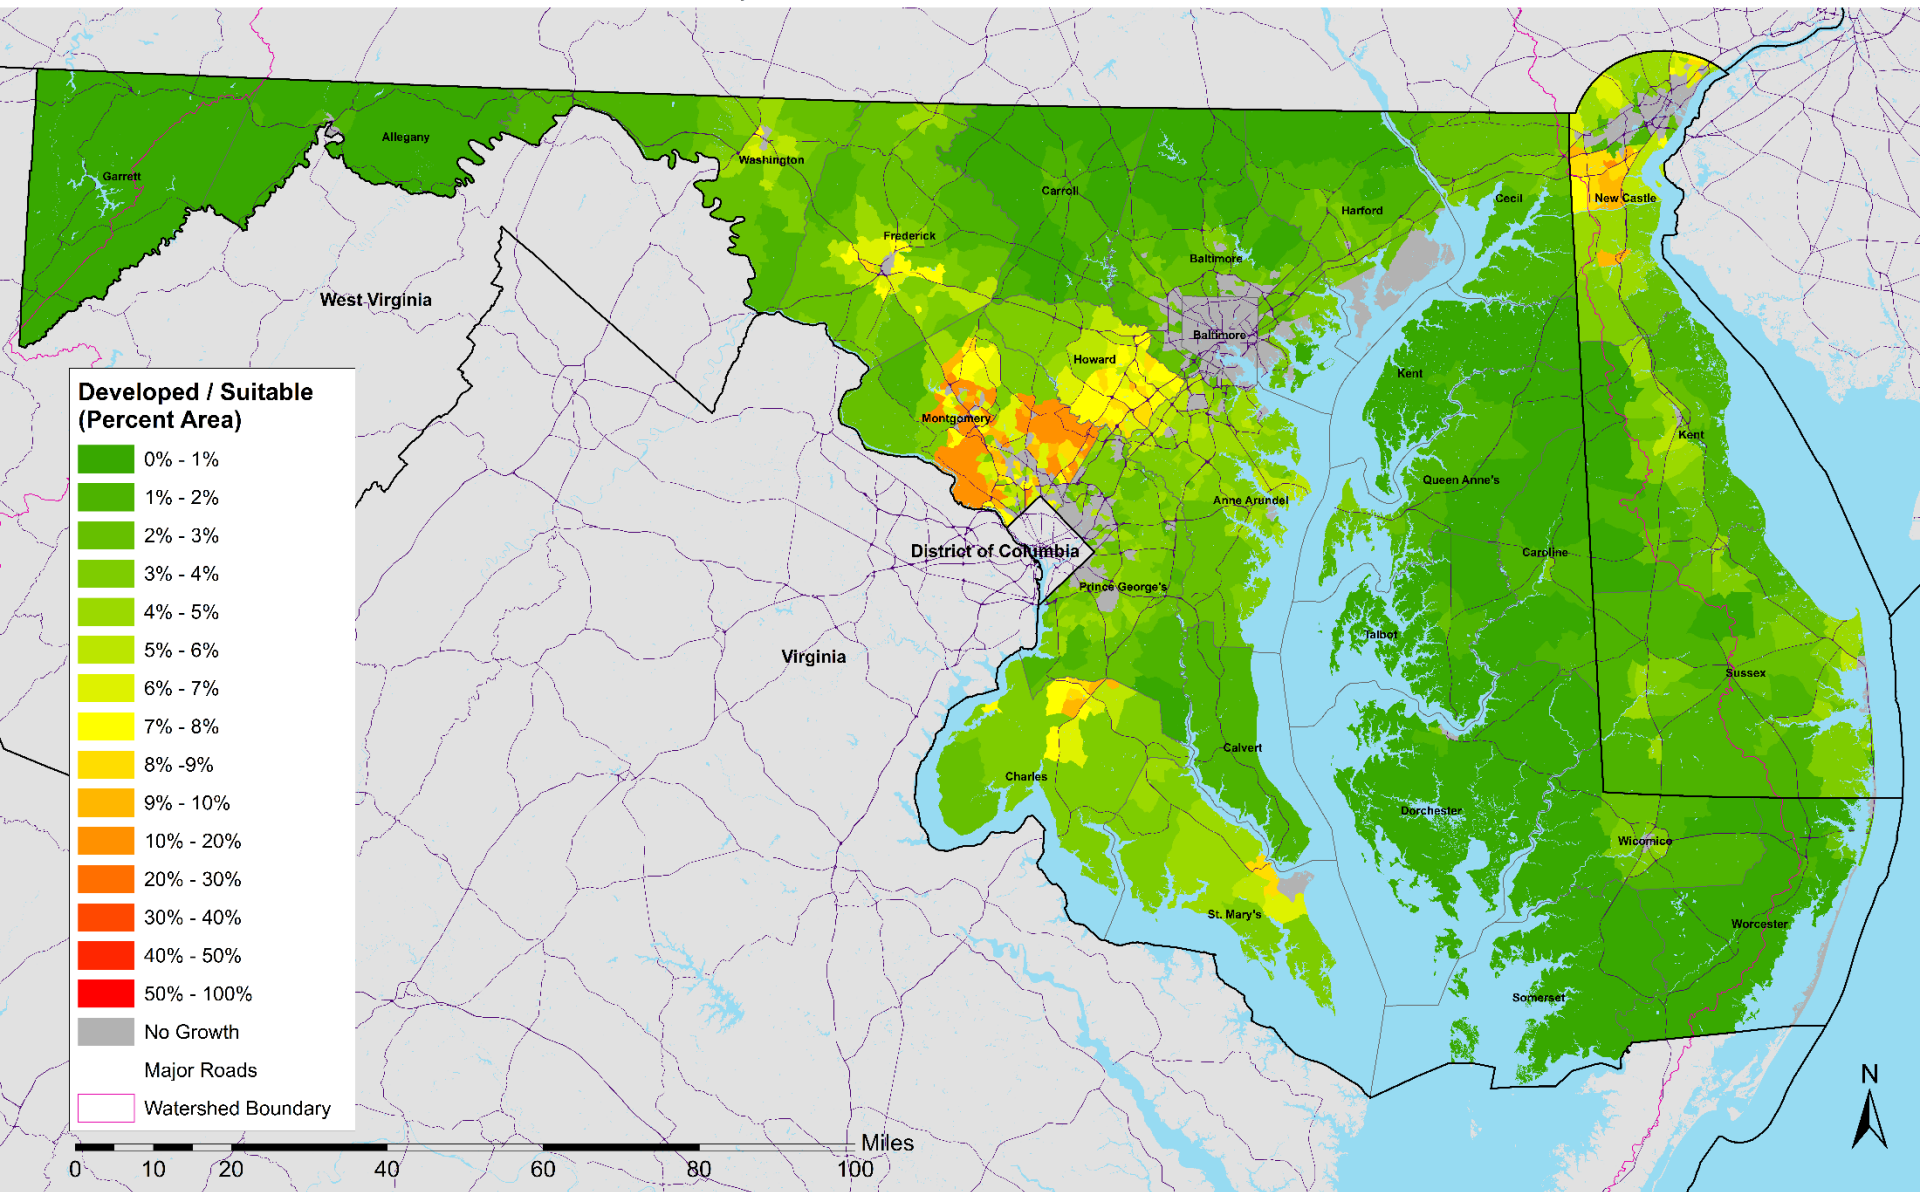 Garrett
Allegany
Washington
Frederick
Carroll
Harford
Cecil
New Castle
Baltimore
Baltimore
Howard
Montgomery
Kent
Kent
Queen Anne's
Anne Arundel
Caroline
District of Columbia
Prince George's
Talbot
Sussex
Calvert
Charles
Dorchester
Wicomico
St. Mary's
Worcester
Somerset
West Virginia
Virginia
Developed / Suitable
(Percent Area)
0% - 1%
1% - 2%
2% - 3%
3% - 4%
4% - 5%
5% - 6%
6% - 7%
7% - 8%
8% -9%
9% - 10%
10% - 20%
20% - 30%
30% - 40%
40% - 50%
50% - 100%
No Growth
Major Roads
Watershed Boundary
Miles
0 10 20 40 60 80 100
N